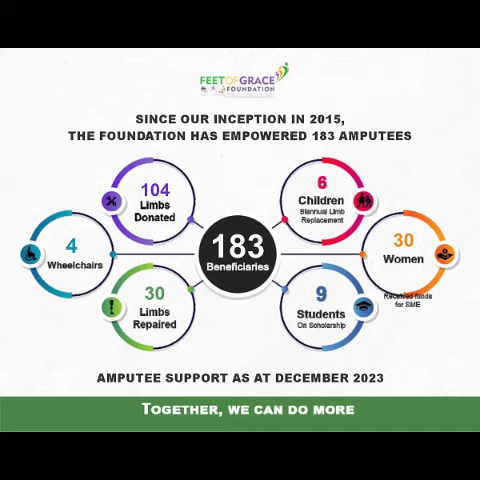 FEETOFGRACE
FOUNDATION
SINCE OUR INCEPTION IN 2015,
THE FOUNDATION HAS EMPOWERED 183 AMPUTEES
104
Limbs
Donated
6
Children
Biannual Limb
Replacement
4
Wheelchairs
183
Beneficiaries
30
Women
Received funds
for SME
30
Limbs
Repaired
9
Students
On Scholarship
AMPUTEE SUPPORT AS AT DECEMBER 2023
TOGETHER, WE CAN DO MORE